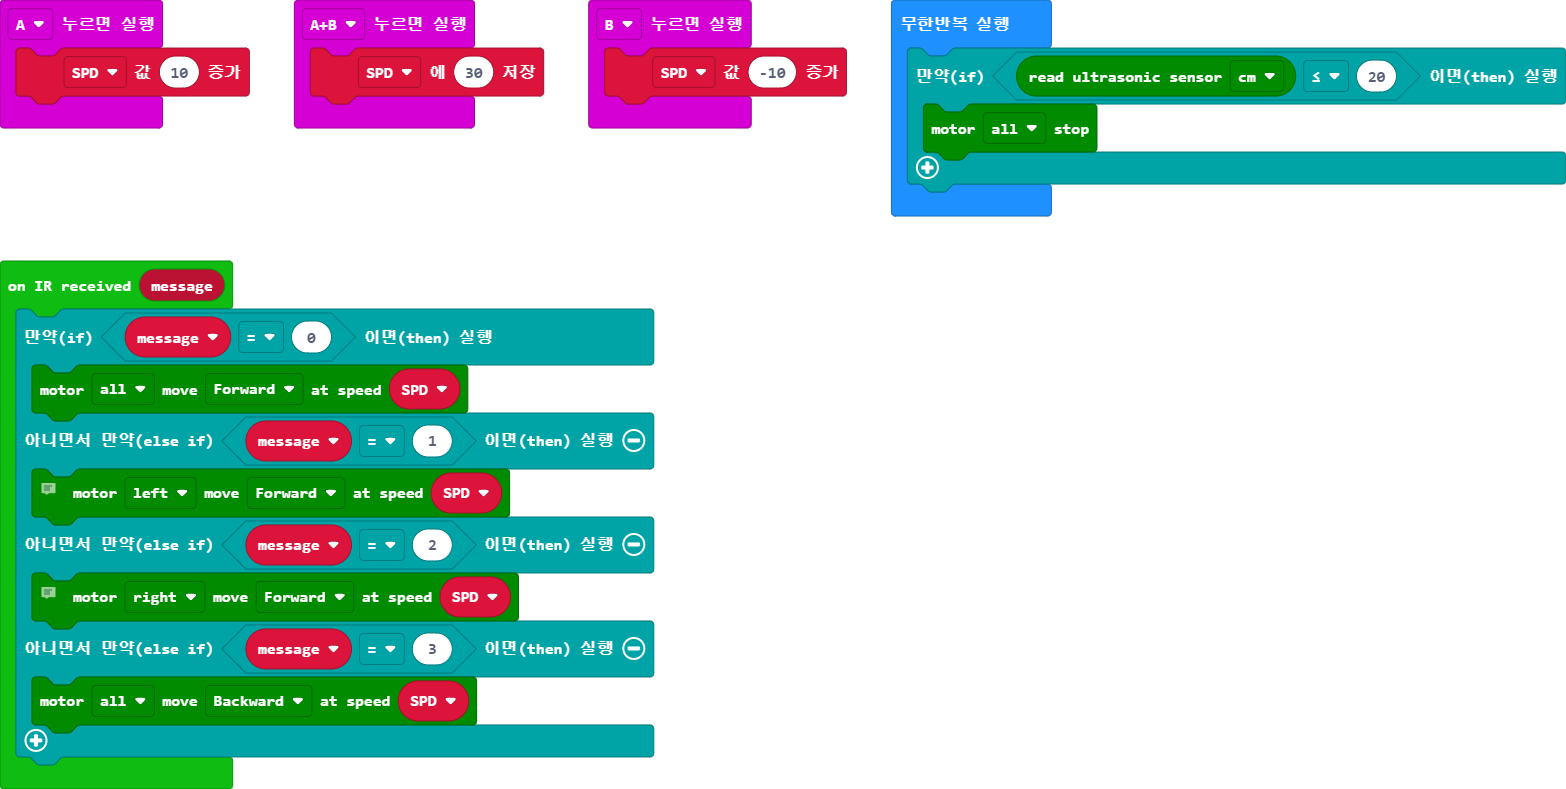 A 누르면 실행
SPD 값 10 증가
A+B 누르면 실행
SPD 에 30 저장
B 누르면 실행
SPD 값 -10 증가
무한반복 실행
만약(if) read ultrasonic sensor cm ≤ 20 이면(then) 실행
motor all stop
on IR received message
만약(if) message = 0 이면(then) 실행
motor all move Forward at speed SPD
아니면서 만약(else if) message = 1 이면(then) 실행
motor left move Forward at speed SPD
아니면서 만약(else if) message = 2 이면(then) 실행
motor right move Forward at speed SPD
아니면서 만약(else if) message = 3 이면(then) 실행
motor all move Backward at speed SPD